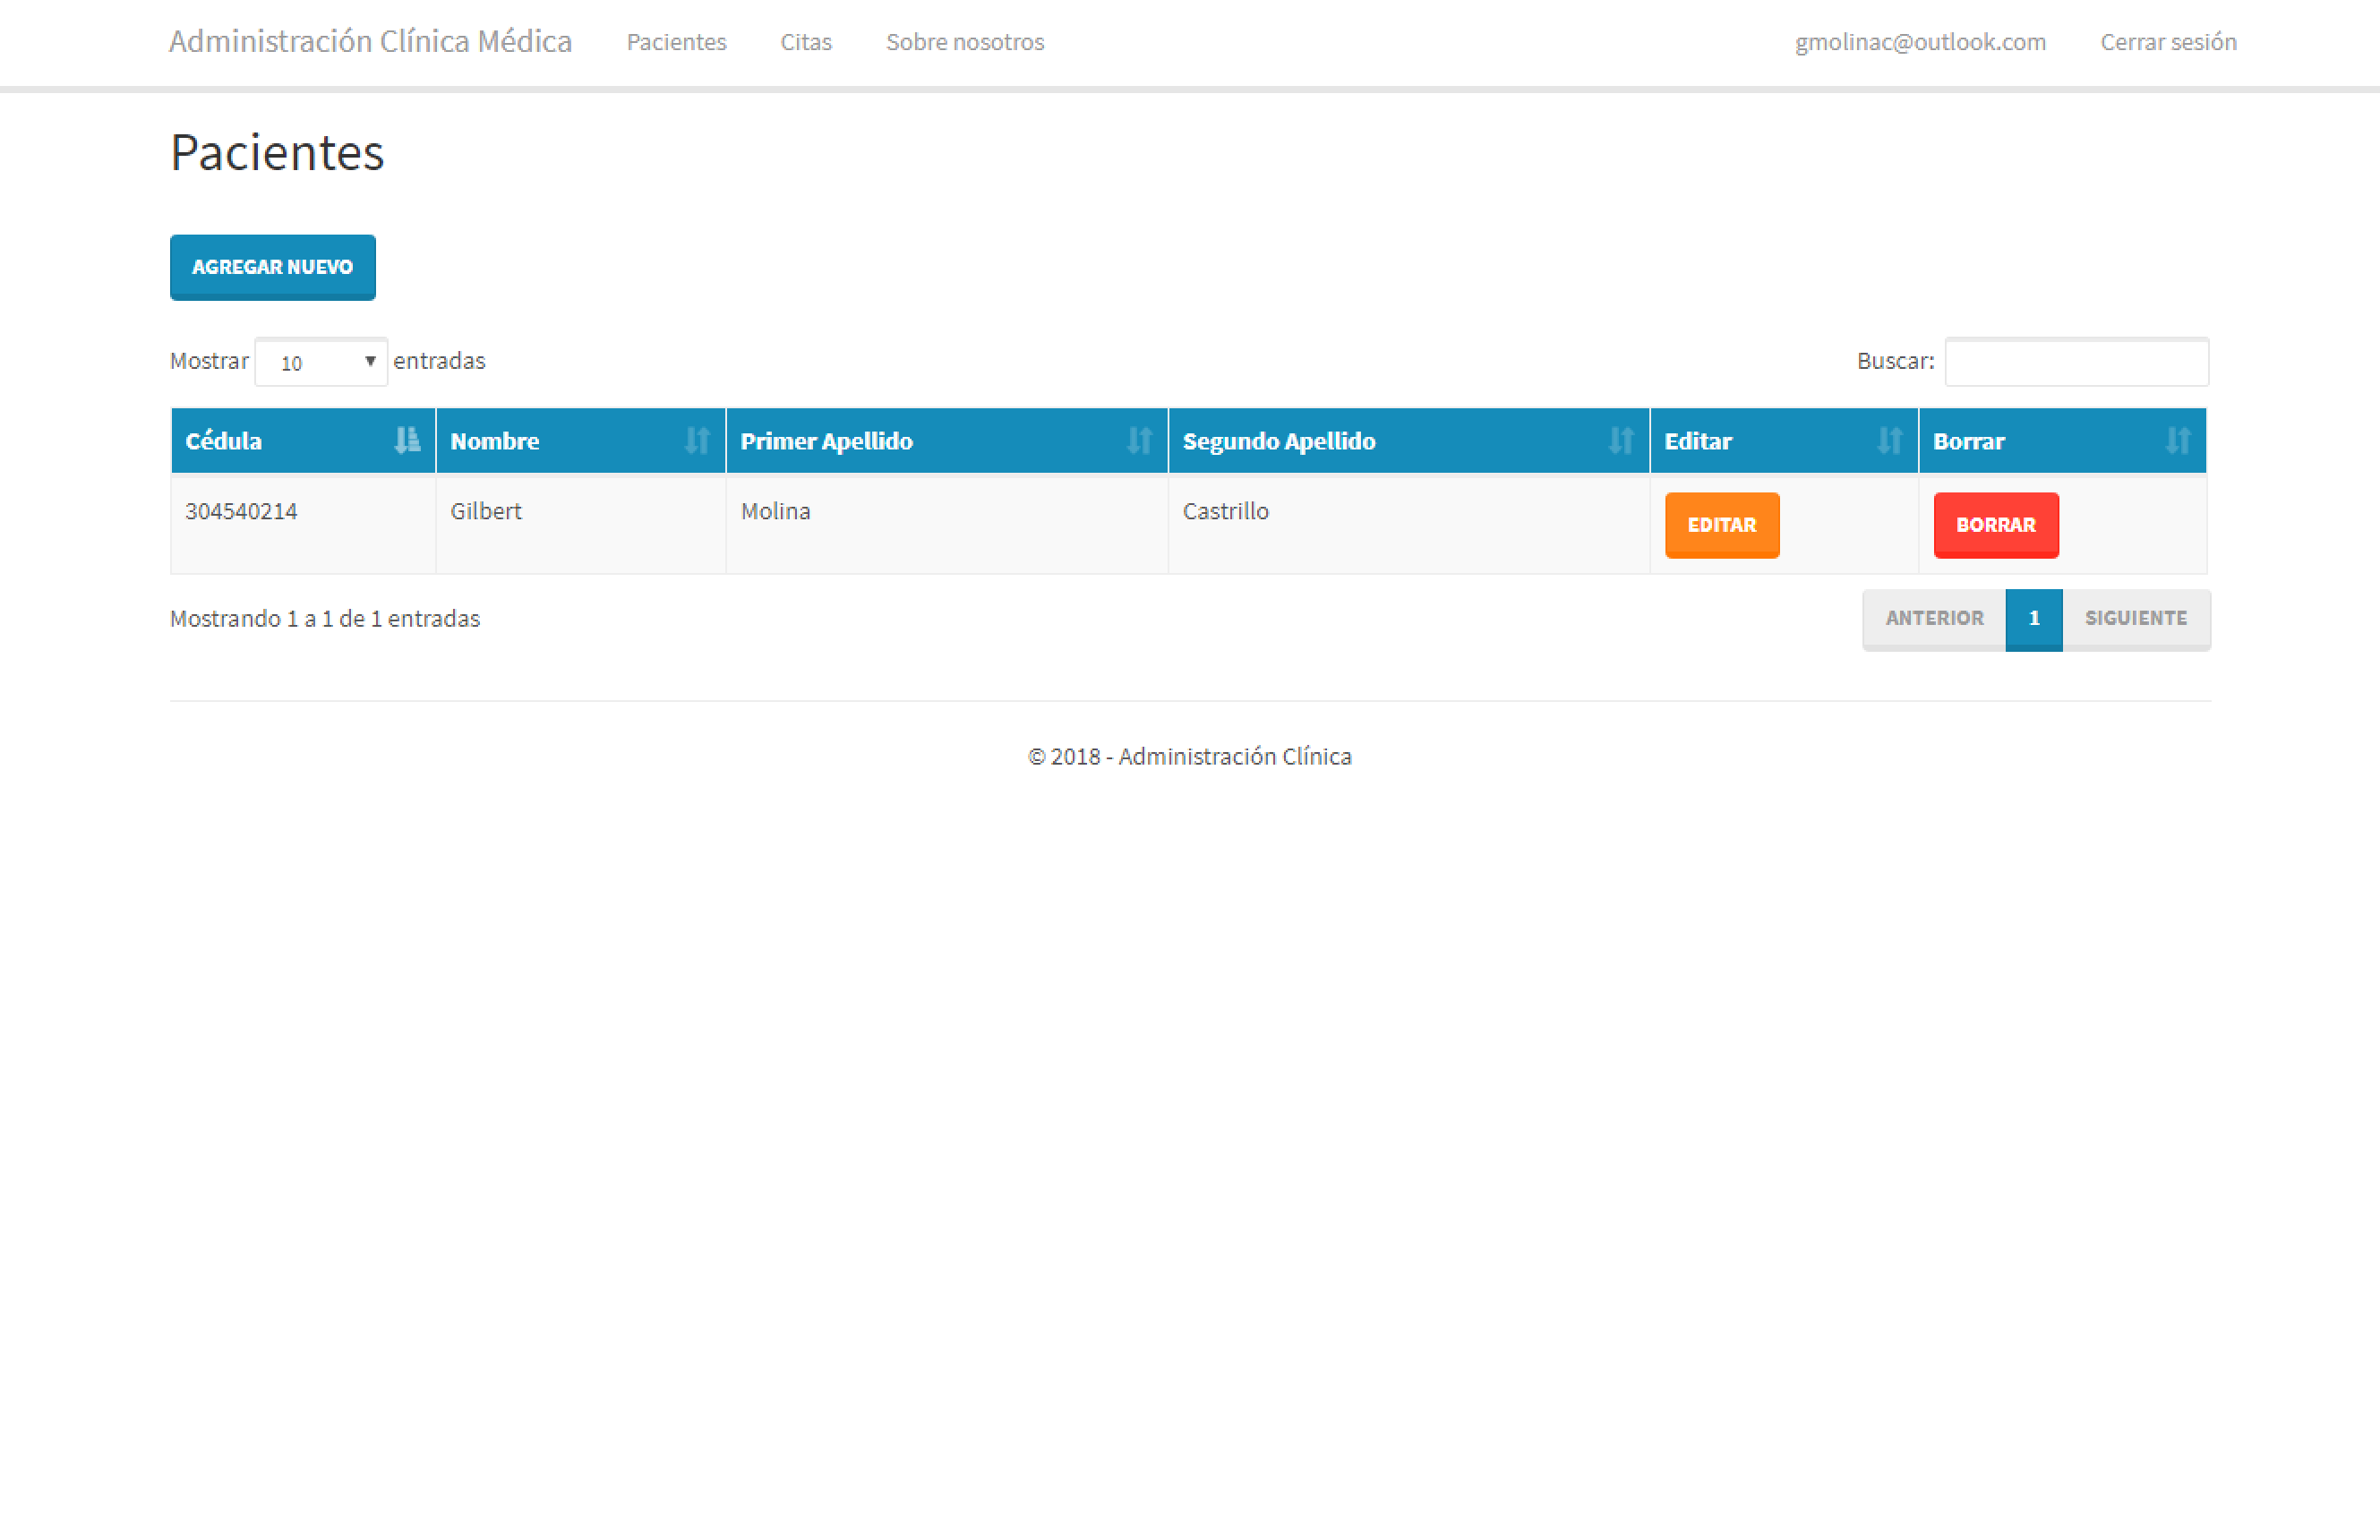 Administración Clínica Médica Pacientes Citas Sobre nosotros gmolinac@outlook.com Cerrar sesión
Pacientes
AGREGAR NUEVO
Mostrar 10 entradas Buscar:
Cédula Nombre Primer Apellido Segundo Apellido Editar Borrar
304540214 Gilbert Molina Castrillo EDITAR BORRAR
Mostrando 1 a 1 de 1 entradas ANTERIOR 1 SIGUIENTE
© 2018 - Administración Clínica